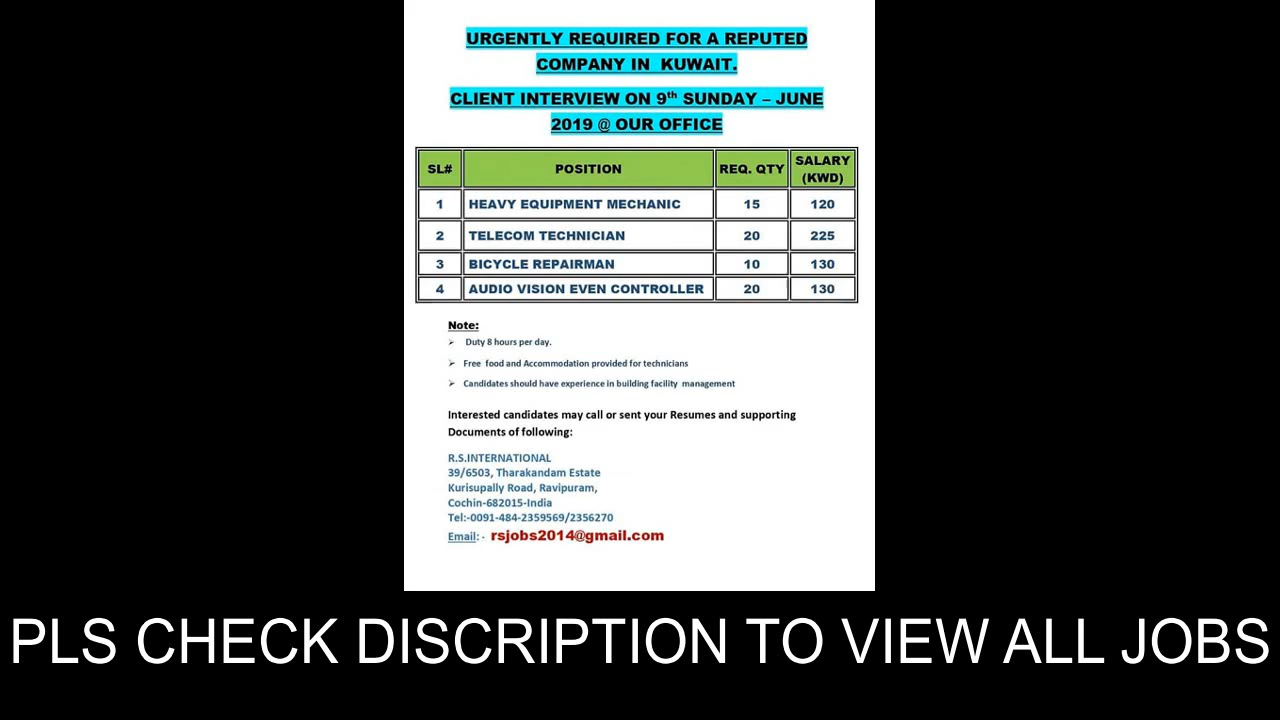 URGENTLY REQUIRED FOR A REPUTED
COMPANY IN KUWAIT.
CLIENT INTERVIEW ON 9th SUNDAY – JUNE
2019 @ OUR OFFICE
SL# POSITION REQ. QTY SALARY (KWD)
1 HEAVY EQUIPMENT MECHANIC 15 120
2 TELECOM TECHNICIAN 20 225
3 BICYCLE REPAIRMAN 10 130
4 AUDIO VISION EVEN CONTROLLER 20 130
Note:
➢ Duty 8 hours per day.
➢ Free food and Accommodation provided for technicians
➢ Candidates should have experience in building facility management
Interested candidates may call or sent your Resumes and supporting
Documents of following:
R.S.INTERNATIONAL
39/6503, Tharakandam Estate
Kurisupally Road, Ravipuram,
Cochin-682015-India
Tel:-0091-484-2359569/2356270
Email: - rsjobs2014@gmail.com
PLS CHECK DISCRIPTION TO VIEW ALL JOBS